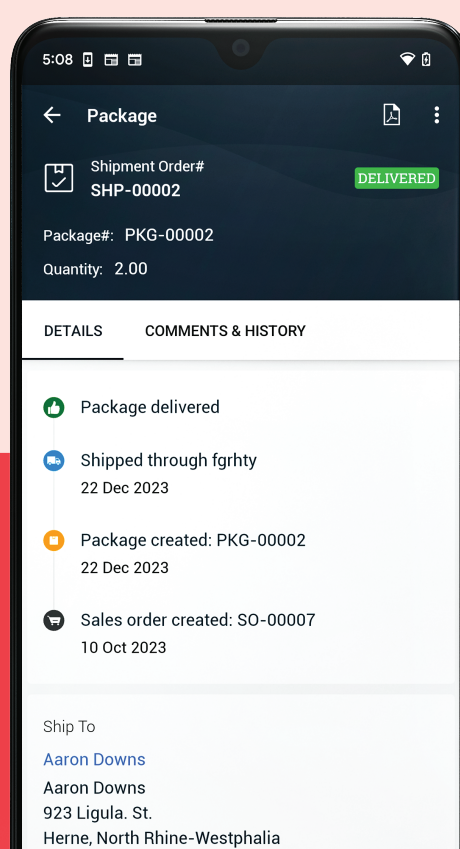 5:08
Package
Shipment Order#
SHP-00002
DELIVERED
Package#: PKG-00002
Quantity: 2.00
DETAILS
COMMENTS & HISTORY
Package delivered
Shipped through fgrhty
22 Dec 2023
Package created: PKG-00002
22 Dec 2023
Sales order created: SO-00007
10 Oct 2023
Ship To
Aaron Downs
Aaron Downs
923 Ligula. St.
Herne, North Rhine-Westphalia